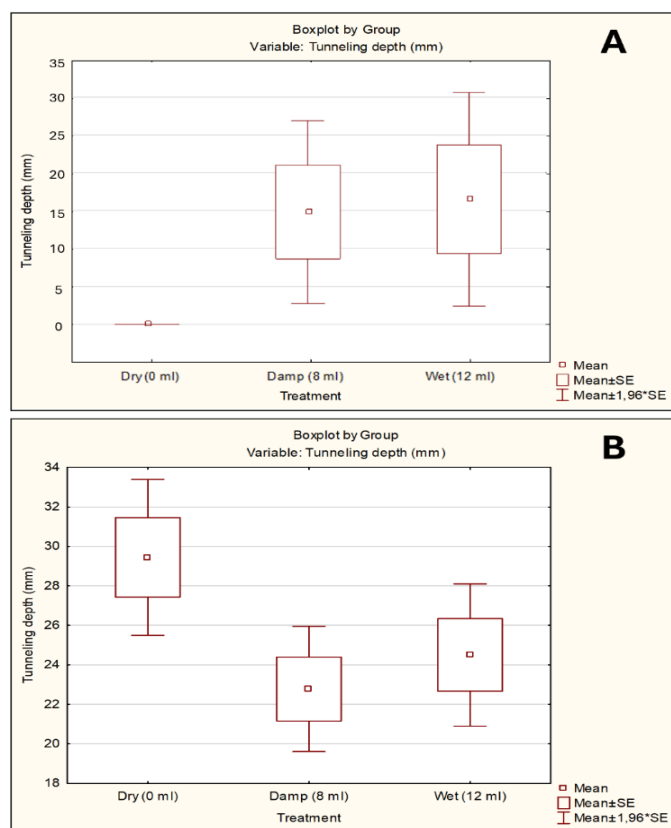 Boxplot by Group
Variable: Tunneling depth (mm)
A
35
30
25
20
15
10
5
0
Tunneling depth (mm)
Dry (0 ml)
Damp (8 ml)
Wet (12 ml)
Treatment
Mean
Mean±SE
Mean±1,96*SE
Boxplot by Group
Variable: Tunneling depth (mm)
B
34
32
30
28
26
24
22
20
18
Tunneling depth (mm)
Dry (0 ml)
Damp (8 ml)
Wet (12 ml)
Treatment
Mean
Mean±SE
Mean±1,96*SE